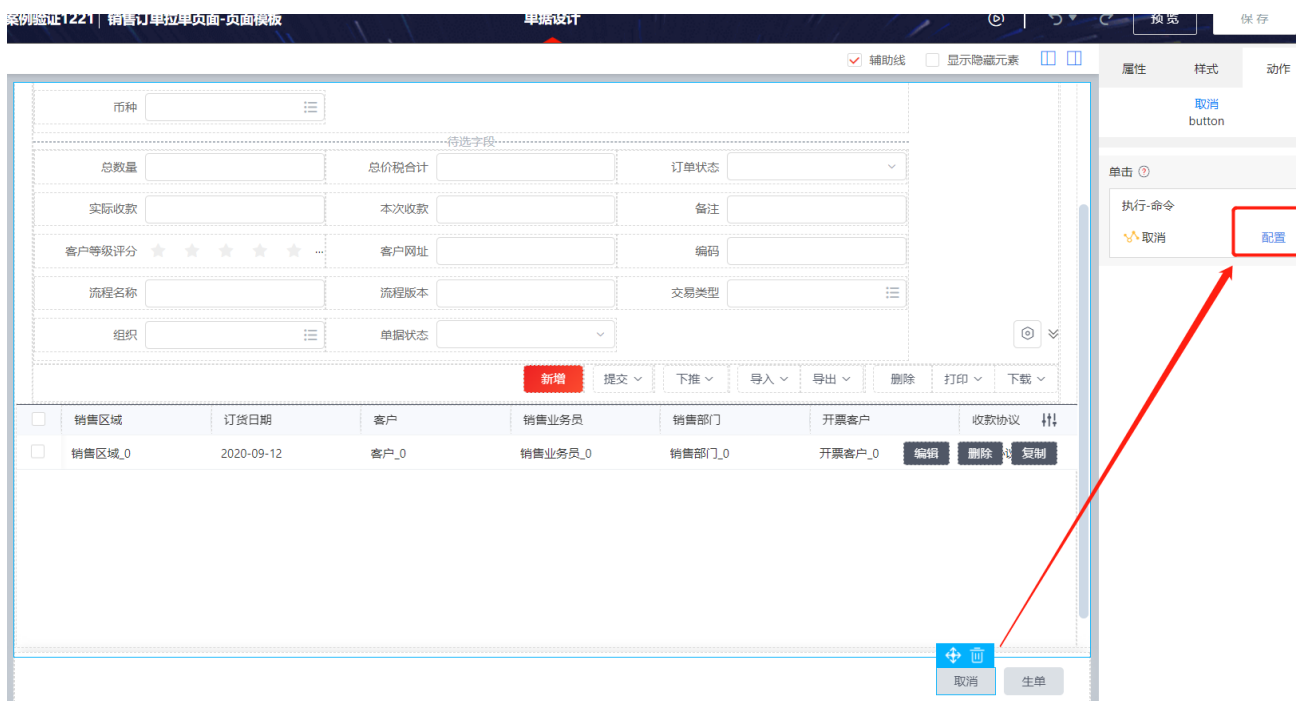 案例验证1221 销售订单拉单页面-页面模板 单据设计 预览 保存
辅助线 显示隐藏元素
属性 样式 动作
取消
button
币种
待选字段
总数量 总价税合计 订单状态
单击
实际收款 本次收款 备注
执行-命令
取消 配置
客户等级评分 ... 客户网址 编码
流程名称 流程版本 交易类型
组织 单据状态
新增 提交 下推 导入 导出 删除 打印 下载
销售区域 订货日期 客户 销售业务员 销售部门 开票客户 收款协议
销售区域_0 2020-09-12 客户_0 销售业务员_0 销售部门_0 开票客户_0 编辑 删除 复制
取消 生单